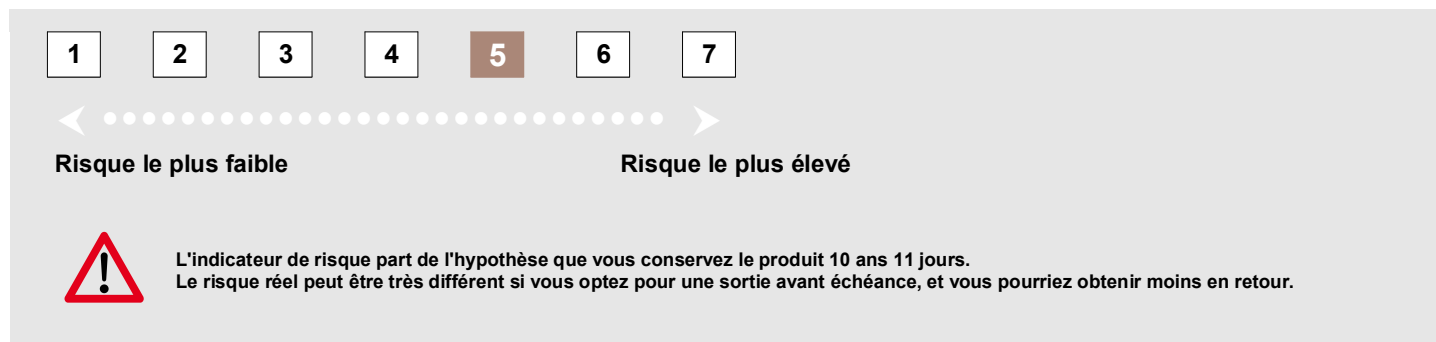 1 2 3 4 5 6 7
Risque le plus faible Risque le plus élevé
L'indicateur de risque part de l'hypothèse que vous conservez le produit 10 ans 11 jours.
Le risque réel peut être très différent si vous optez pour une sortie avant échéance, et vous pourriez obtenir moins en retour.